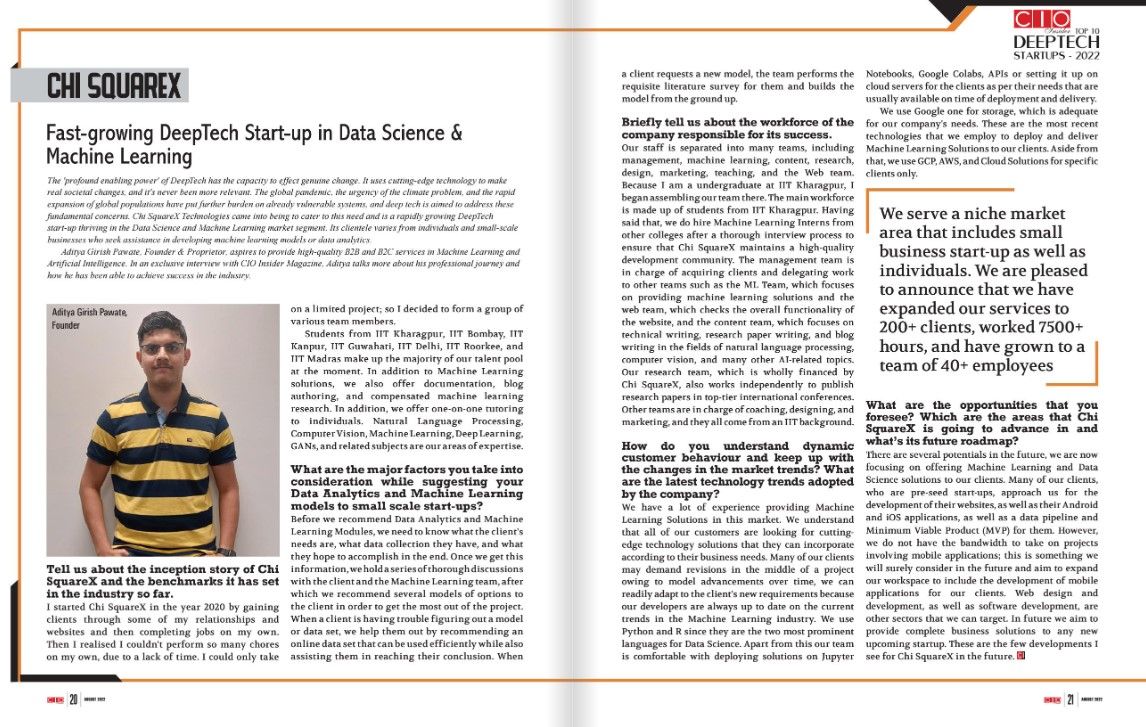 CHI SQUAREX
Fast-growing DeepTech Start-up in Data Science &
Machine Learning
The 'profound enabling power' of DeepTech has the capacity to effect genuine change. It uses cutting-edge technology to make
real societal changes, and it's never been more relevant. The global pandemic, the urgency of the climate problem, and the rapid
expansion of global populations have put further burden on already vulnerable systems, and deep tech is aimed to address these
fundamental concerns. Chi SquareX Technologies came into being to cater to this need and is a rapidly growing DeepTech
start-up thriving in the Data Science and Machine Learning market segment. Its clientele varies from individuals and small-scale
businesses who seek assistance in developing machine learning models or data analytics.
Aditya Girish Pawate, Founder & Proprietor, aspires to provide high-quality B2B and B2C services in Machine Learning and
Artificial Intelligence. In an exclusive interview with CIO Insider Magazine, Aditya talks more about his professional journey and
how he has been able to achieve success in the industry.
Aditya Girish Pawate,
Founder
Tell us about the inception story of Chi
SquareX and the benchmarks it has set
in the industry so far.
I started Chi SquareX in the year 2020 by gaining
clients through some of my relationships and
websites and then completing jobs on my own.
Then I realised I couldn't perform so many chores
on my own, due to a lack of time. I could only take
on a limited project; so I decided to form a group of
various team members.
Students from IIT Kharagpur, IIT Bombay, IIT
Kanpur, IIT Guwahati, IIT Delhi, IIT Roorkee, and
IIT Madras make up the majority of our talent pool
at the moment. In addition to Machine Learning
solutions, we also offer documentation, blog
authoring, and compensated machine learning
research. In addition, we offer one-on-one tutoring
to individuals. Natural Language Processing,
Computer Vision, Machine Learning, Deep Learning,
GANs, and related subjects are our areas of expertise.
What are the major factors you take into
consideration while suggesting your
Data Analytics and Machine Learning
models to small scale start-ups?
Before we recommend Data Analytics and Machine
Learning Modules, we need to know what the client's
needs are, what data collection they have, and what
they hope to accomplish in the end. Once we get this
information, we hold a series of thorough discussions
with the client and the Machine Learning team, after
which we recommend several models of options to
the client in order to get the most out of the project.
When a client is having trouble figuring out a model
or data set, we help them out by recommending an
online data set that can be used efficiently while also
assisting them in reaching their conclusion. When
CIO 20 AUGUST 2022
a client requests a new model, the team performs the
requisite literature survey for them and builds the
model from the ground up.
Briefly tell us about the workforce of the
company responsible for its success.
Our staff is separated into many teams, including
management, machine learning, content, research,
design, marketing, teaching, and the Web team.
Because I am a undergraduate at IIT Kharagpur, I
began assembling our team there. The main workforce
is made up of students from IIT Kharagpur. Having
said that, we do hire Machine Learning Interns from
other colleges after a thorough interview process to
ensure that Chi SquareX maintains a high-quality
development community. The management team is
in charge of acquiring clients and delegating work
to other teams such as the ML Team, which focuses
on providing machine learning solutions and the
web team, which checks the overall functionality of
the website, and the content team, which focuses on
technical writing, research paper writing, and blog
writing in the fields of natural language processing,
computer vision, and many other AI-related topics.
Our research team, which is wholly financed by
Chi SquareX, also works independently to publish
research papers in top-tier international conferences.
Other teams are in charge of coaching, designing, and
marketing, and they all come from an IIT background.
How do you understand dynamic
customer behaviour and keep up with
the changes in the market trends? What
are the latest technology trends adopted
by the company?
We have a lot of experience providing Machine
Learning Solutions in this market. We understand
that all of our customers are looking for cutting-
edge technology solutions that they can incorporate
according to their business needs. Many of our clients
may demand revisions in the middle of a project
owing to model advancements over time, we can
readily adapt to the client's new requirements because
our developers are always up to date on the current
trends in the Machine Learning industry. We use
Python and R since they are the two most prominent
languages for Data Science. Apart from this our team
is comfortable with deploying solutions on Jupyter
CIO Insider TOP 10
DEEPTECH
STARTUPS - 2022
Notebooks, Google Colabs, APIs or setting it up on
cloud servers for the clients as per their needs that are
usually available on time of deployment and delivery.
We use Google one for storage, which is adequate
for our company's needs. These are the most recent
technologies that we employ to deploy and deliver
Machine Learning Solutions to our clients. Aside from
that, we use GCP, AWS, and Cloud Solutions for specific
clients only.
We serve a niche market
area that includes small
business start-up as well as
individuals. We are pleased
to announce that we have
expanded our services to
200+ clients, worked 7500+
hours, and have grown to a
team of 40+ employees
What are the opportunities that you
foresee? Which are the areas that Chi
SquareX is going to advance in and
what's its future roadmap?
There are several potentials in the future, we are now
focusing on offering Machine Learning and Data
Science solutions to our clients. Many of our clients,
who are pre-seed start-ups, approach us for the
development of their websites, as well as their Android
and iOS applications, as well as a data pipeline and
Minimum Viable Product (MVP) for them. However,
we do not have the bandwidth to take on projects
involving mobile applications; this is something we
will surely consider in the future and aim to expand
our workspace to include the development of mobile
applications for our clients. Web design and
development, as well as software development, are
other sectors that we can target. In future we aim to
provide complete business solutions to any new
upcoming startup. These are the few developments I
see for Chi SquareX in the future.
CIO 21 AUGUST 2022